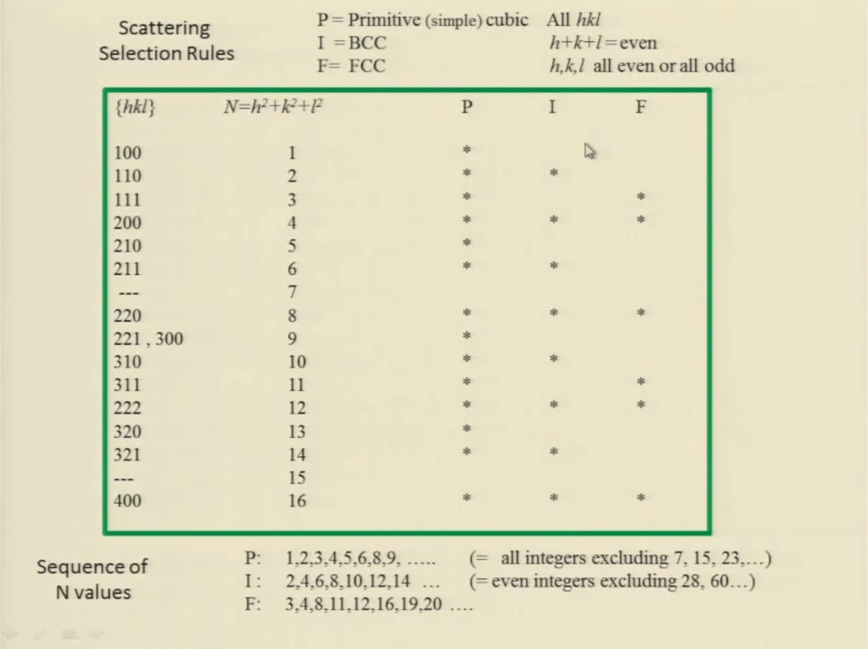 Scattering
Selection Rules
P = Primitive (simple) cubic All hkl
I = BCC h+k+l=even
F= FCC h,k,l all even or all odd
{hkl} N=h²+k²+l² P I F
100 1 *
110 2 * *
111 3 * *
200 4 * * *
210 5 *
211 6 * *
--- 7
220 8 * * *
221 , 300 9 *
310 10 * *
311 11 * *
222 12 * * *
320 13 *
321 14 * *
--- 15
400 16 * * *
Sequence of
N values
P: 1,2,3,4,5,6,8,9, ….. (= all integers excluding 7, 15, 23,…)
I : 2,4,6,8,10,12,14 … (= even integers excluding 28, 60…)
F: 3,4,8,11,12,16,19,20 ….